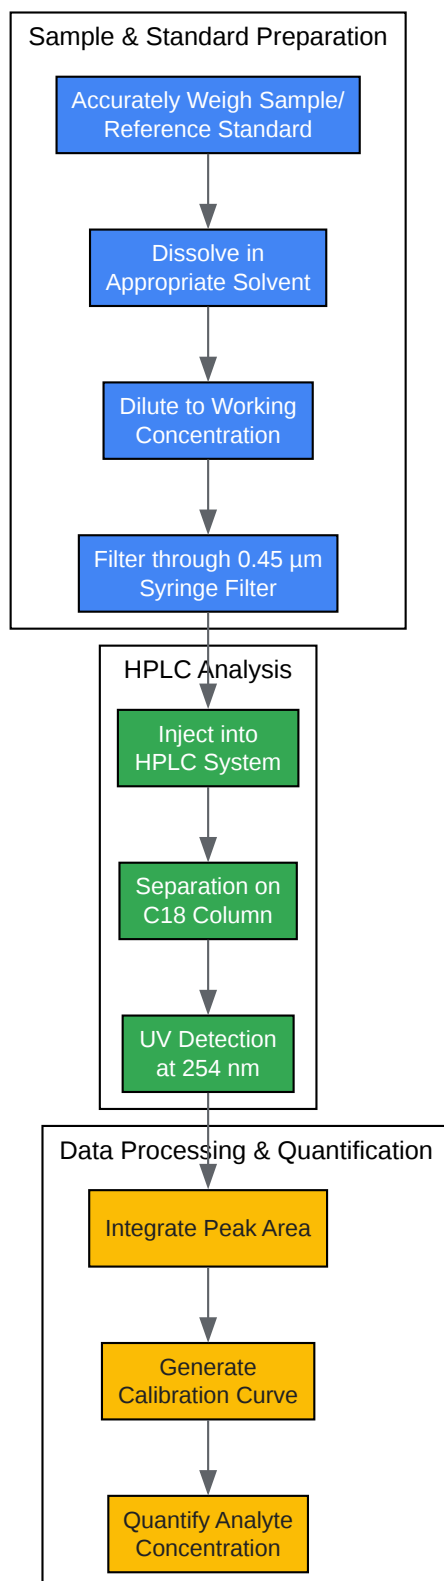 Sample & Standard Preparation
Accurately Weigh Sample/
Reference Standard
Dissolve in
Appropriate Solvent
Dilute to Working
Concentration
Filter through 0.45 µm
Syringe Filter
HPLC Analysis
Inject into
HPLC System
Separation on
C18 Column
UV Detection
at 254 nm
Data Processing & Quantification
Integrate Peak Area
Generate
Calibration Curve
Quantify Analyte
Concentration